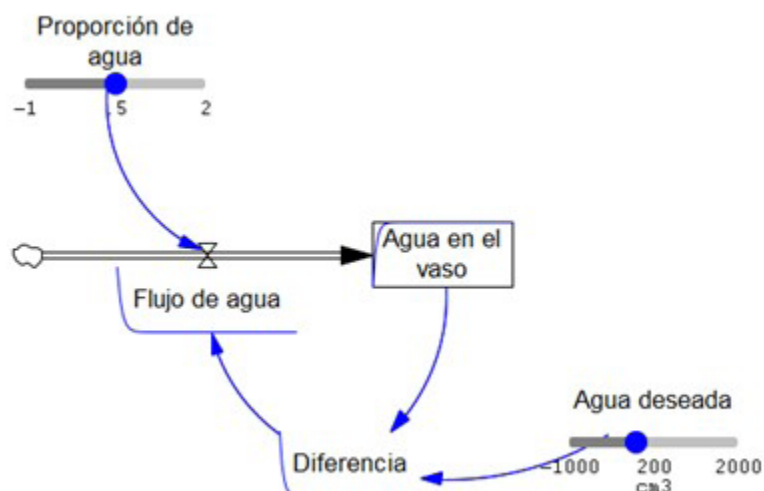 Proporción de
agua
-1 .5 2
Agua en el
vaso
Flujo de agua
Agua deseada
Diferencia
-1000 200 2000
cm3